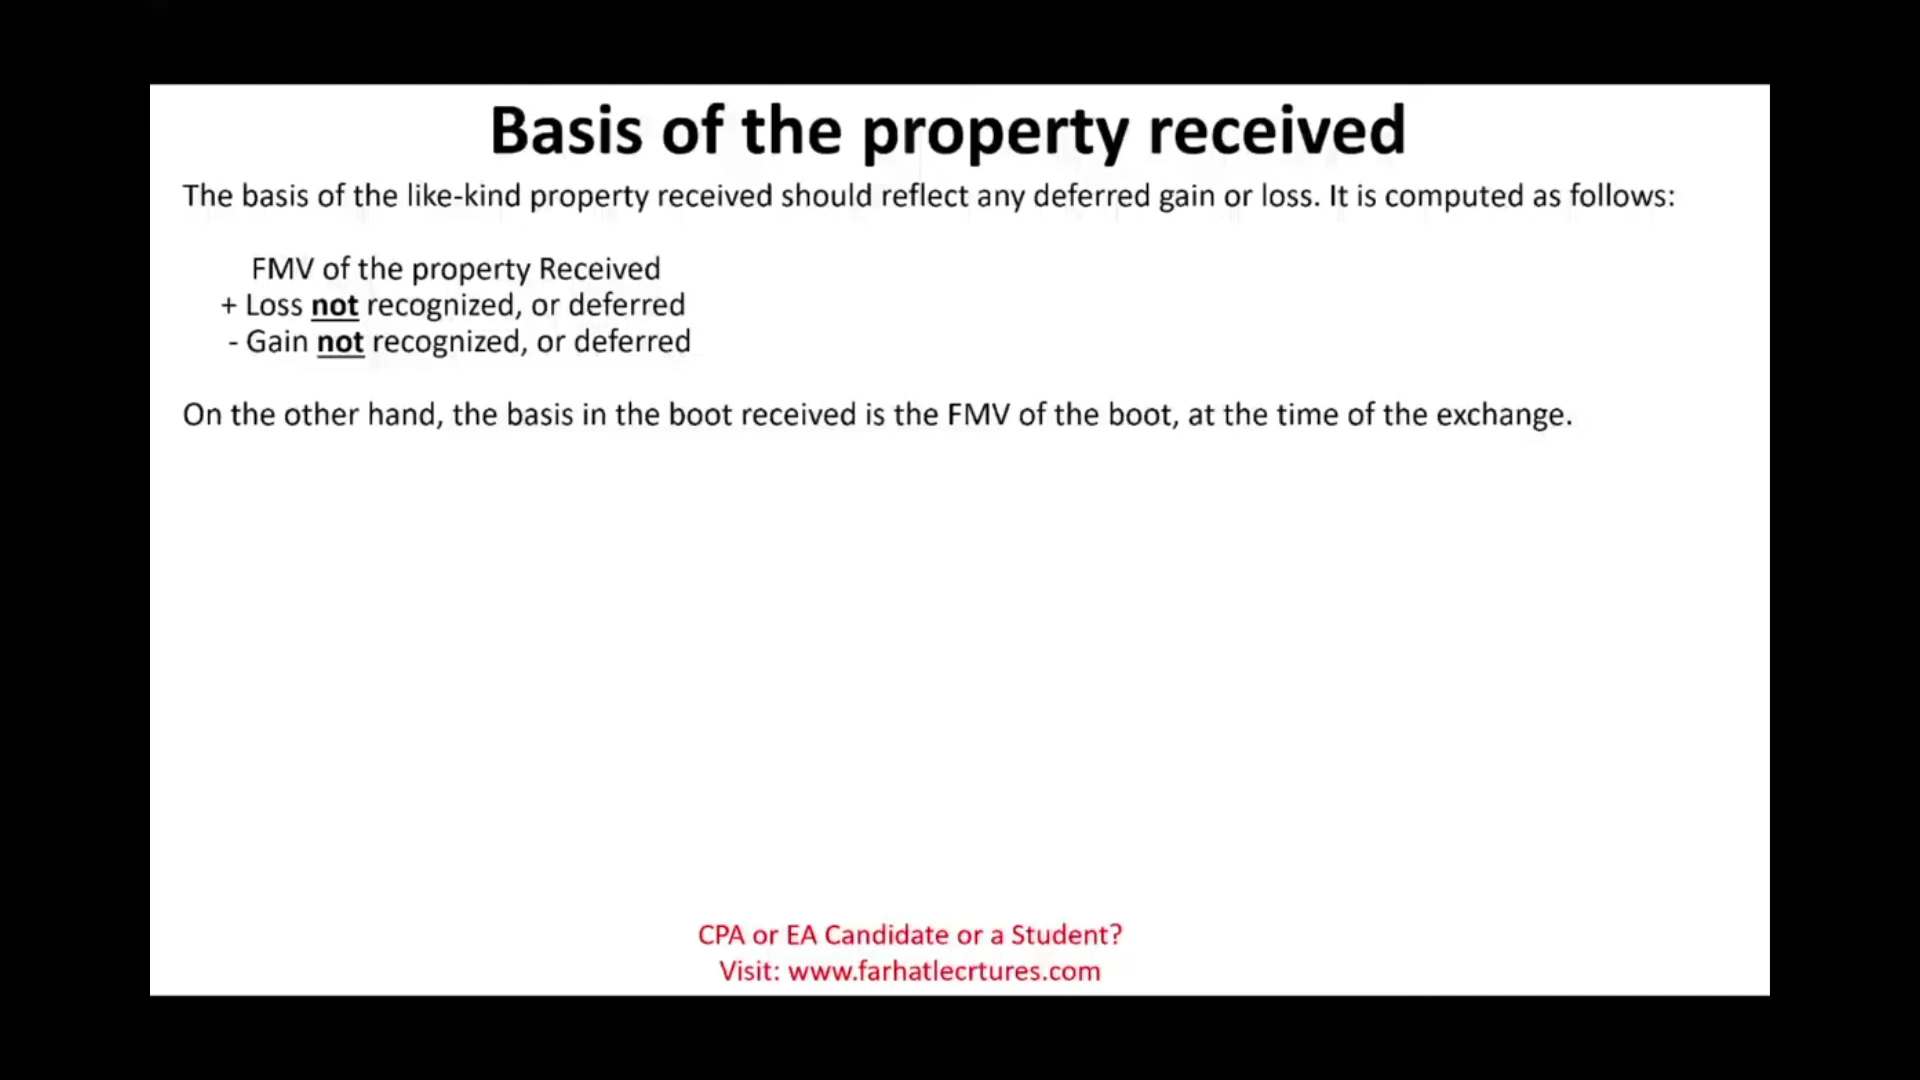 Basis of the property received
The basis of the like-kind property received should reflect any deferred gain or loss. It is computed as follows:
FMV of the property Received
+ Loss not recognized, or deferred
- Gain not recognized, or deferred
On the other hand, the basis in the boot received is the FMV of the boot, at the time of the exchange.
CPA or EA Candidate or a Student?
Visit: www.farhatlecrtures.com